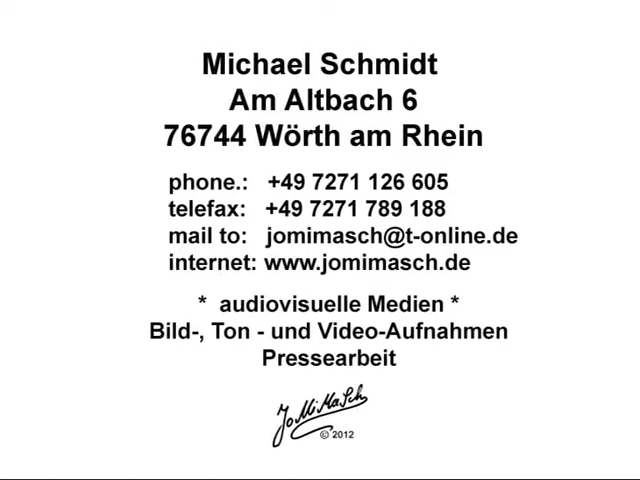 Michael Schmidt
Am Altbach 6
76744 Wörth am Rhein
phone.: +49 7271 126 605
telefax: +49 7271 789 188
mail to: jomimasch@t-online.de
internet: www.jomimasch.de
* audiovisuelle Medien *
Bild-, Ton - und Video-Aufnahmen
Pressearbeit
JoMiMaSch
© 2012